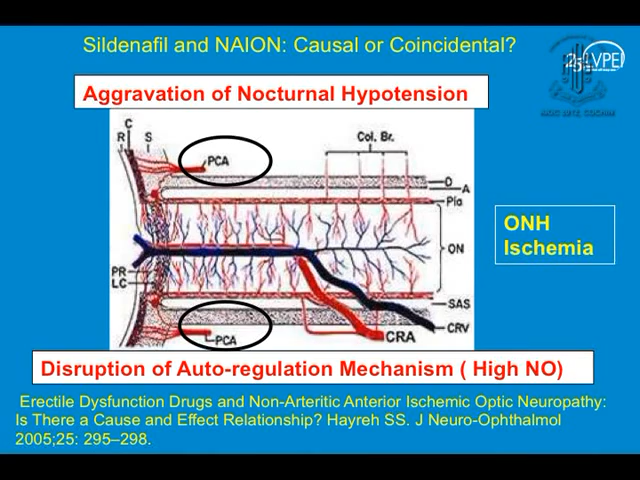 Sildenafil and NAION: Causal or Coincidental?
LVPEI
Aggravation of Nocturnal Hypotension
C
R
S
PCA
Col. Br.
D
A
Pia
ON
PR
LC
SAS
CRV
CRA
PCA
ONH
Ischemia
Disruption of Auto-regulation Mechanism ( High NO)
Erectile Dysfunction Drugs and Non-Arteritic Anterior Ischemic Optic Neuropathy:
Is There a Cause and Effect Relationship? Hayreh SS. J Neuro-Ophthalmol
2005;25: 295–298.